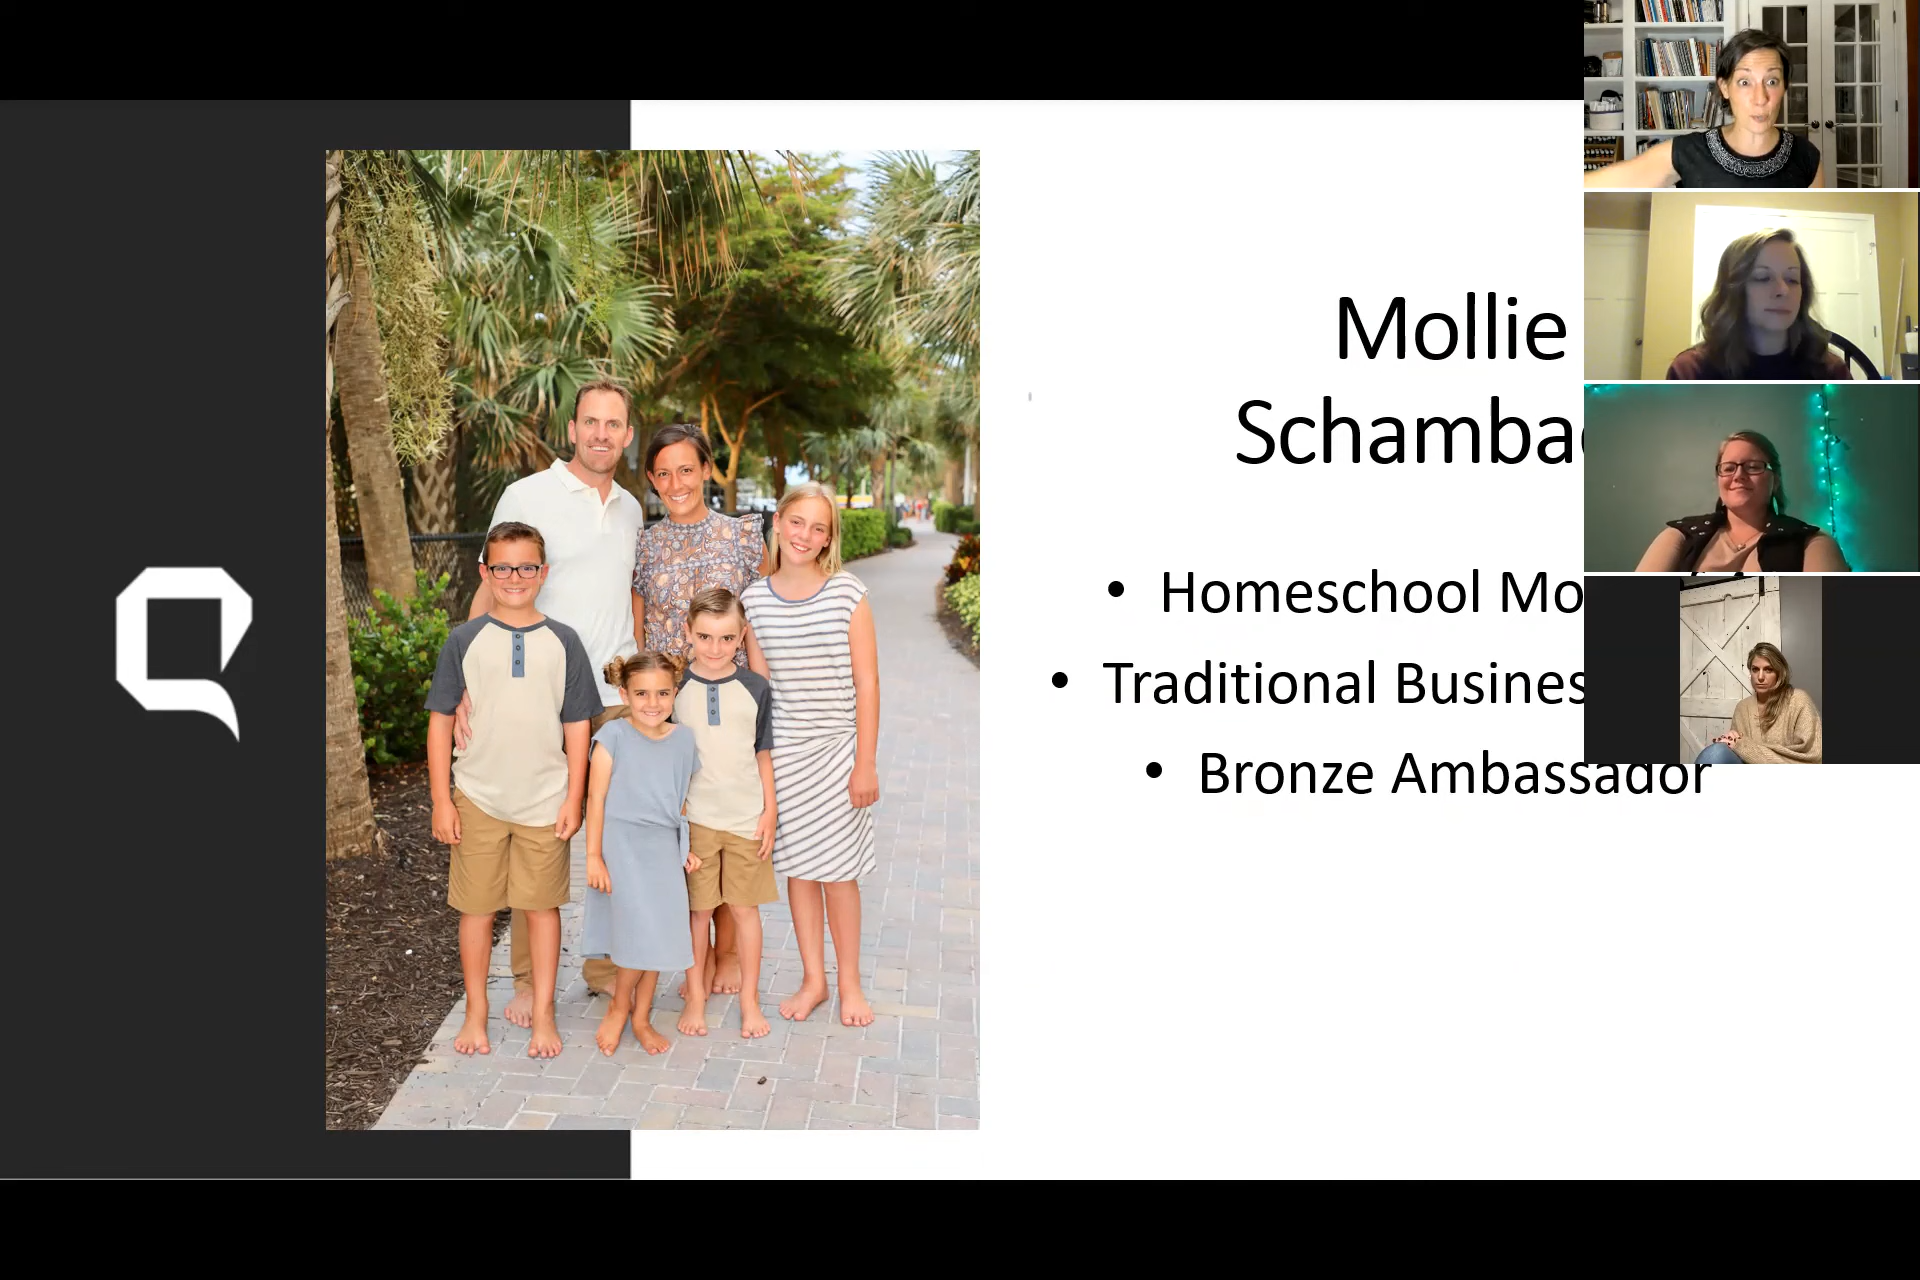 Mollie
Schamba
• Homeschool Mo
• Traditional Busines
• Bronze Ambassador